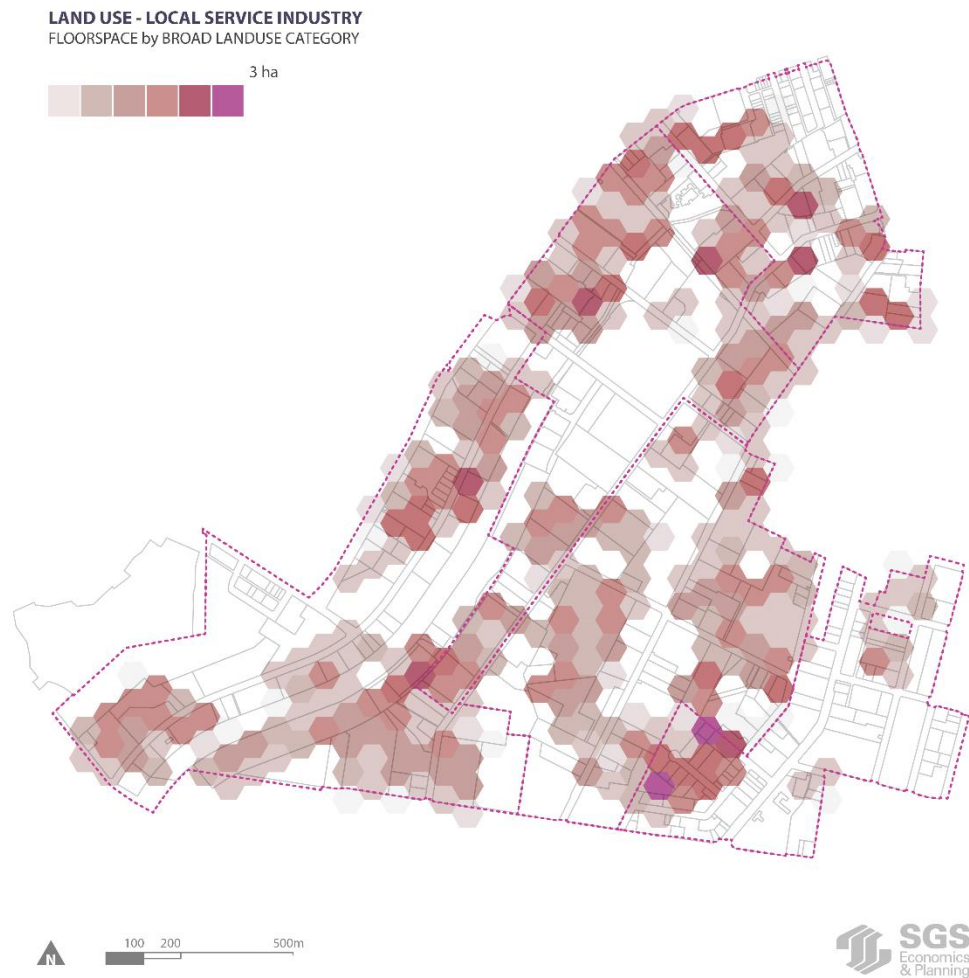 LAND USE - LOCAL SERVICE INDUSTRY
FLOORSPACE by BROAD LANDUSE CATEGORY
3 ha
N
100 200 500m
SGS
Economics
& Planning